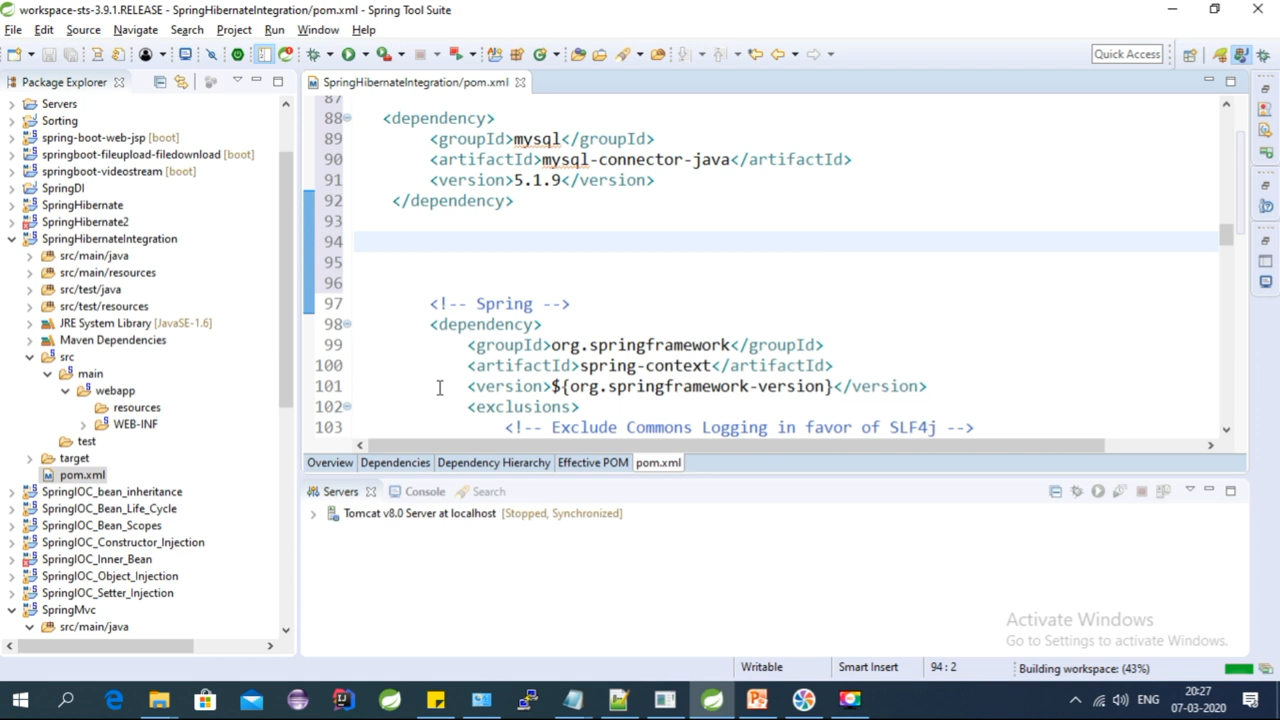 workspace-sts-3.9.1.RELEASE - SpringHibernateIntegration/pom.xml - Spring Tool Suite
File Edit Source Navigate Search Project Run Window Help
Quick Access
Package Explorer
SpringHibernateIntegration/pom.xml
Servers
Sorting
spring-boot-web-jsp [boot]
springboot-fileupload-filedownload [boot]
springboot-videostream [boot]
SpringDI
SpringHibernate
SpringHibernate2
SpringHibernateIntegration
src/main/java
src/main/resources
src/test/java
src/test/resources
JRE System Library [JavaSE-1.6]
Maven Dependencies
src
main
webapp
resources
WEB-INF
test
target
pom.xml
SpringIOC_bean_inheritance
SpringIOC_Bean_Life_Cycle
SpringIOC_Bean_Scopes
SpringIOC_Constructor_Injection
SpringIOC_Inner_Bean
SpringIOC_Object_Injection
SpringIOC_Setter_Injection
SpringMvc
src/main/java
87
88 <dependency>
89 <groupId>mysql</groupId>
90 <artifactId>mysql-connector-java</artifactId>
91 <version>5.1.9</version>
92 </dependency>
93
94
95
96
97 <!-- Spring -->
98 <dependency>
99 <groupId>org.springframework</groupId>
100 <artifactId>spring-context</artifactId>
101 <version>${org.springframework-version}</version>
102 <exclusions>
103 <!-- Exclude Commons Logging in favor of SLF4j -->
Overview Dependencies Dependency Hierarchy Effective POM pom.xml
Servers Console Search
Tomcat v8.0 Server at localhost [Stopped, Synchronized]
Activate Windows
Go to Settings to activate Windows.
Writable Smart Insert 94 : 2 Building workspace: (43%)
ENG
20:27
07-03-2020